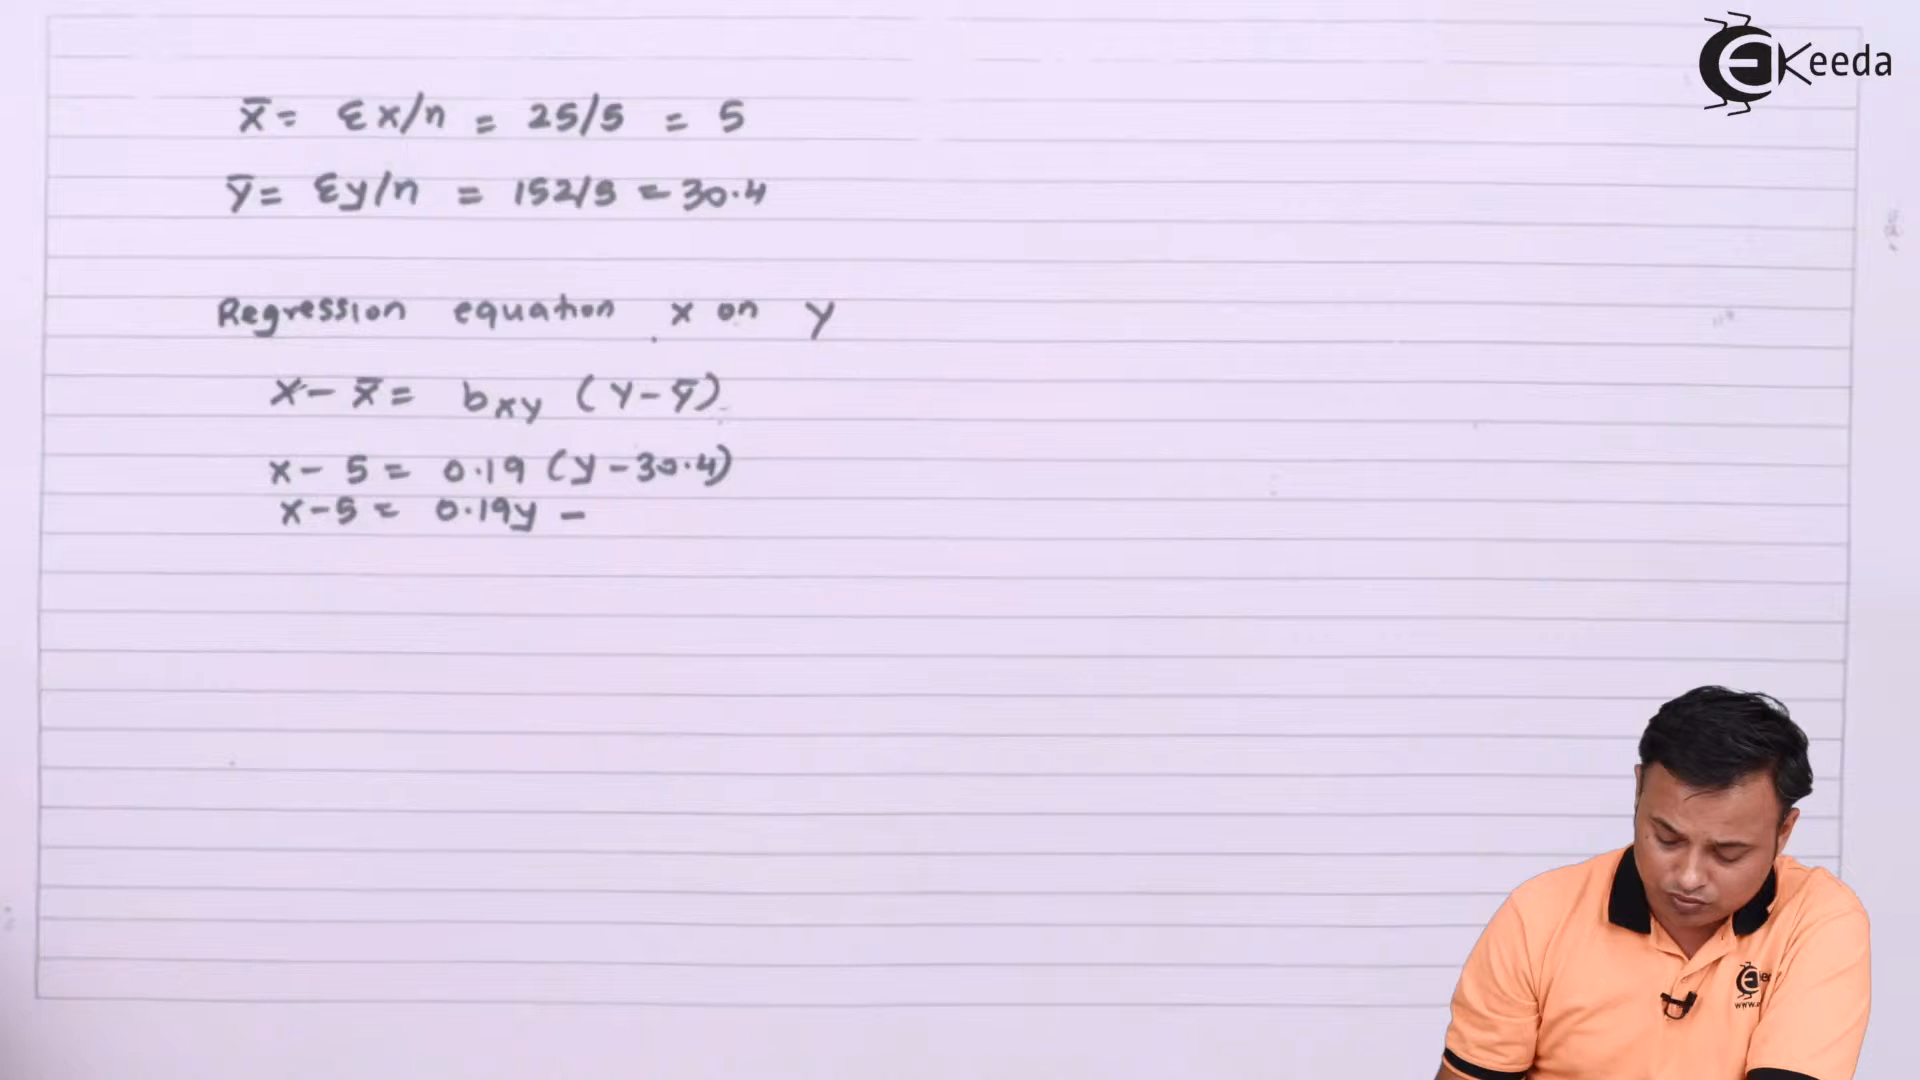 EKeeda
x̄ = Σx/n = 25/5 = 5
ȳ = Σy/n = 152/5 = 30.4
Regression equation x on y
x - x̄ = bxy (y - ȳ)
x - 5 = 0.19 (y - 30.4)
x - 5 = 0.19y -